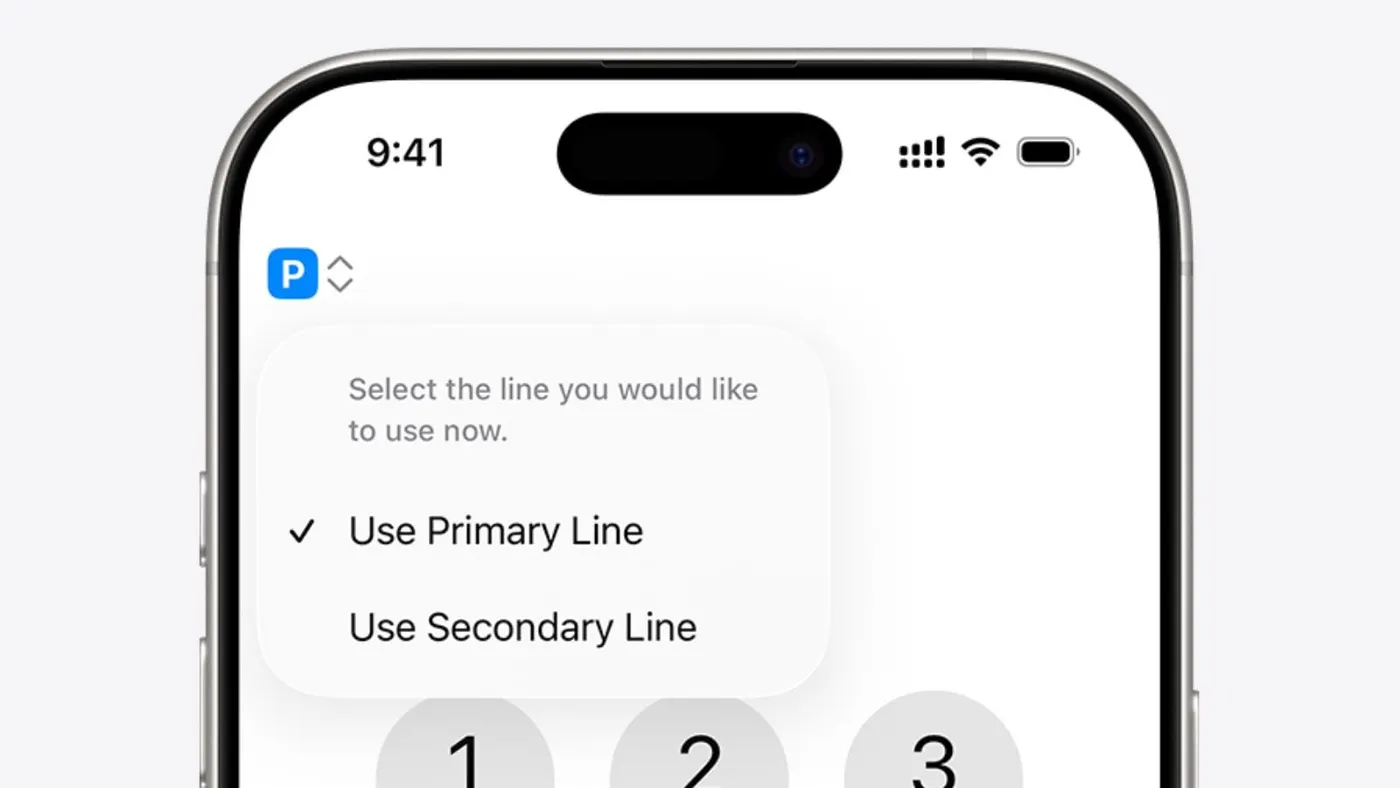 9:41
P
Select the line you would like
to use now.
Use Primary Line
Use Secondary Line
1 2 3